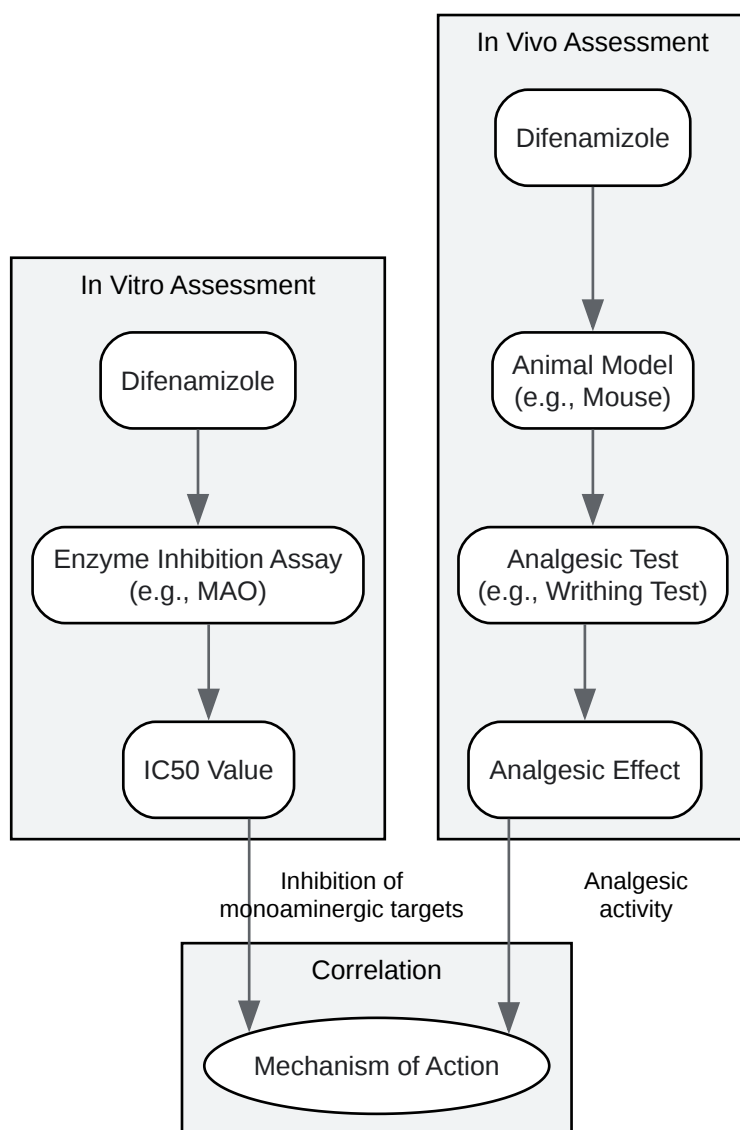 In Vitro Assessment
Difenamizole
Enzyme Inhibition Assay
(e.g., MAO)
IC50 Value
In Vivo Assessment
Difenamizole
Animal Model
(e.g., Mouse)
Analgesic Test
(e.g., Writhing Test)
Analgesic Effect
Inhibition of
monoaminergic targets
Analgesic
activity
Correlation
Mechanism of Action